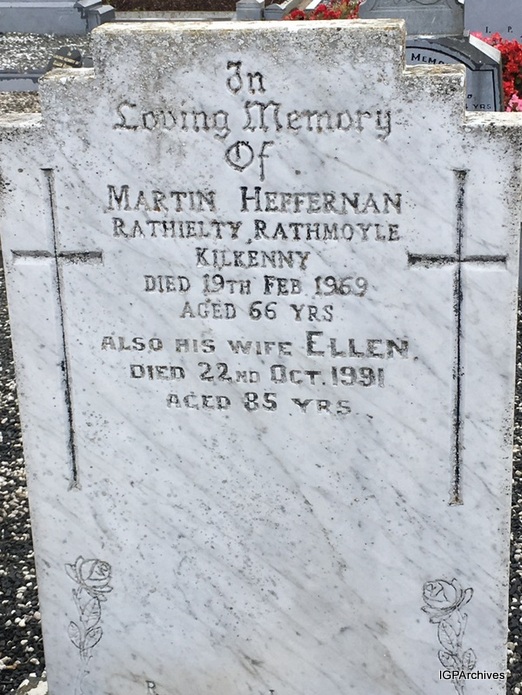 In
Loving Memory
Of
MARTIN HEFFERNAN
RATHIELTY, RATHMOYLE
KILKENNY
DIED 19TH FEB 1969
AGED 66 YRS
ALSO HIS WIFE ELLEN.
DIED 22ND OCT. 1991
AGED 85 YRS.
IGPArchives